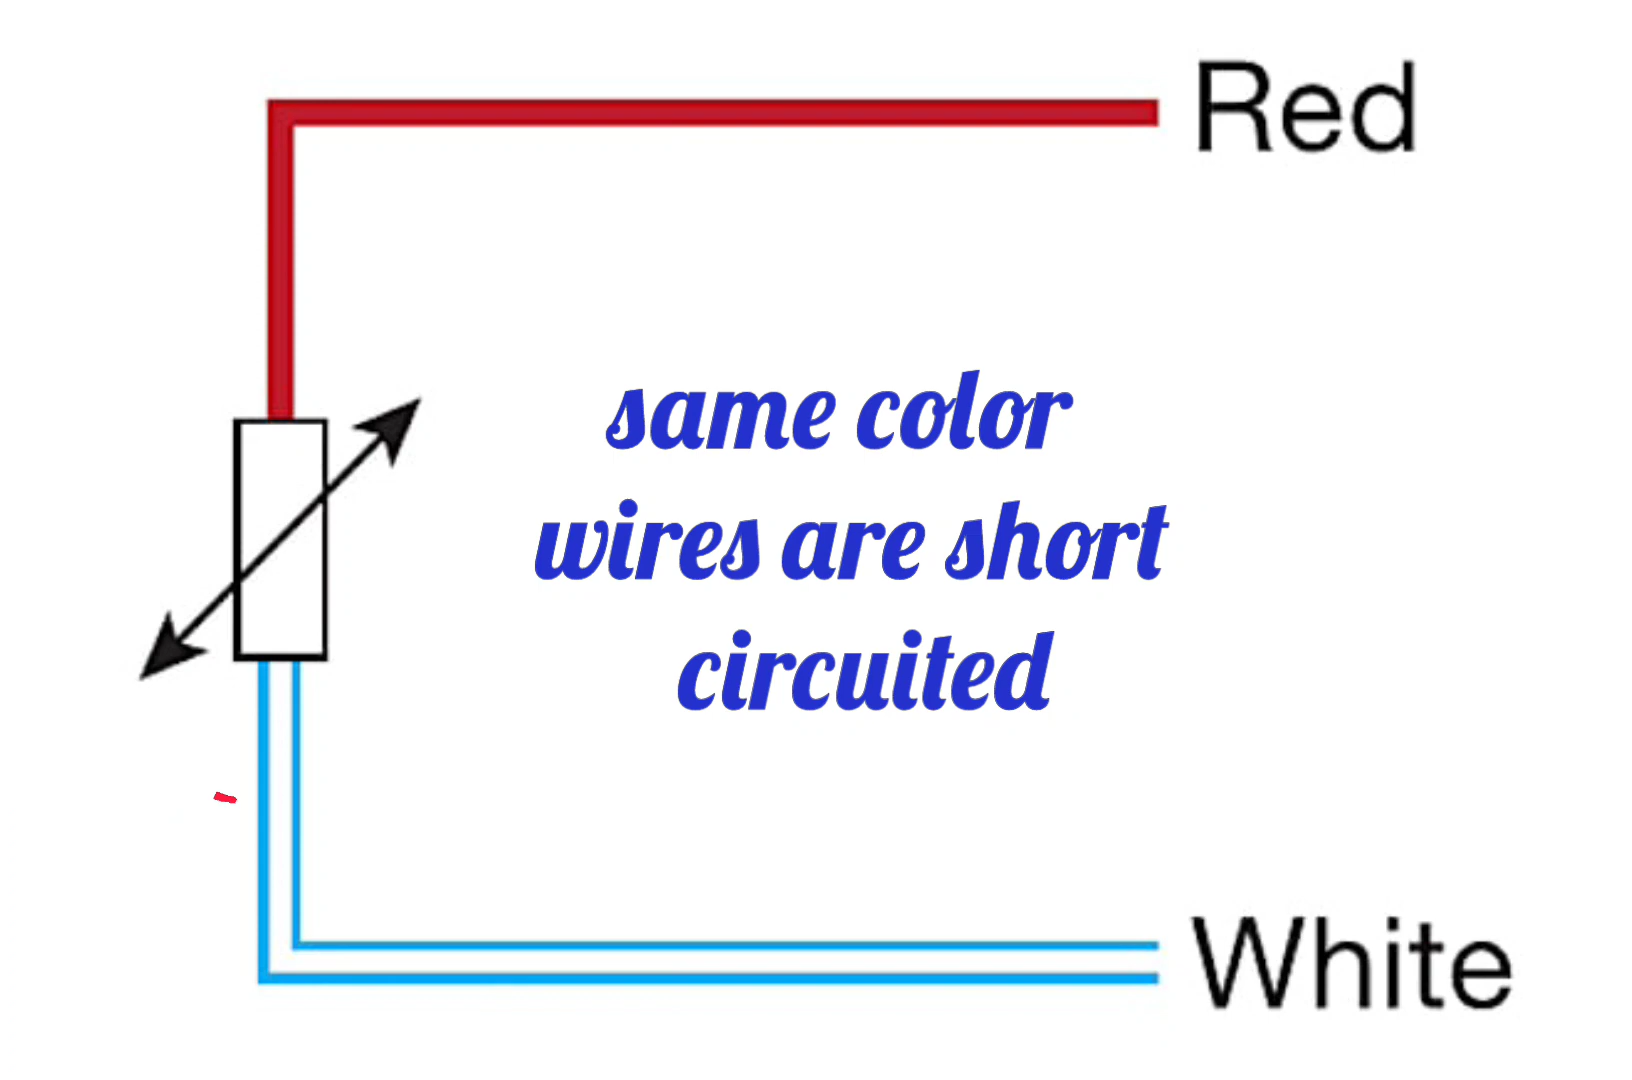 Red
same color
wires are short
circuited
White